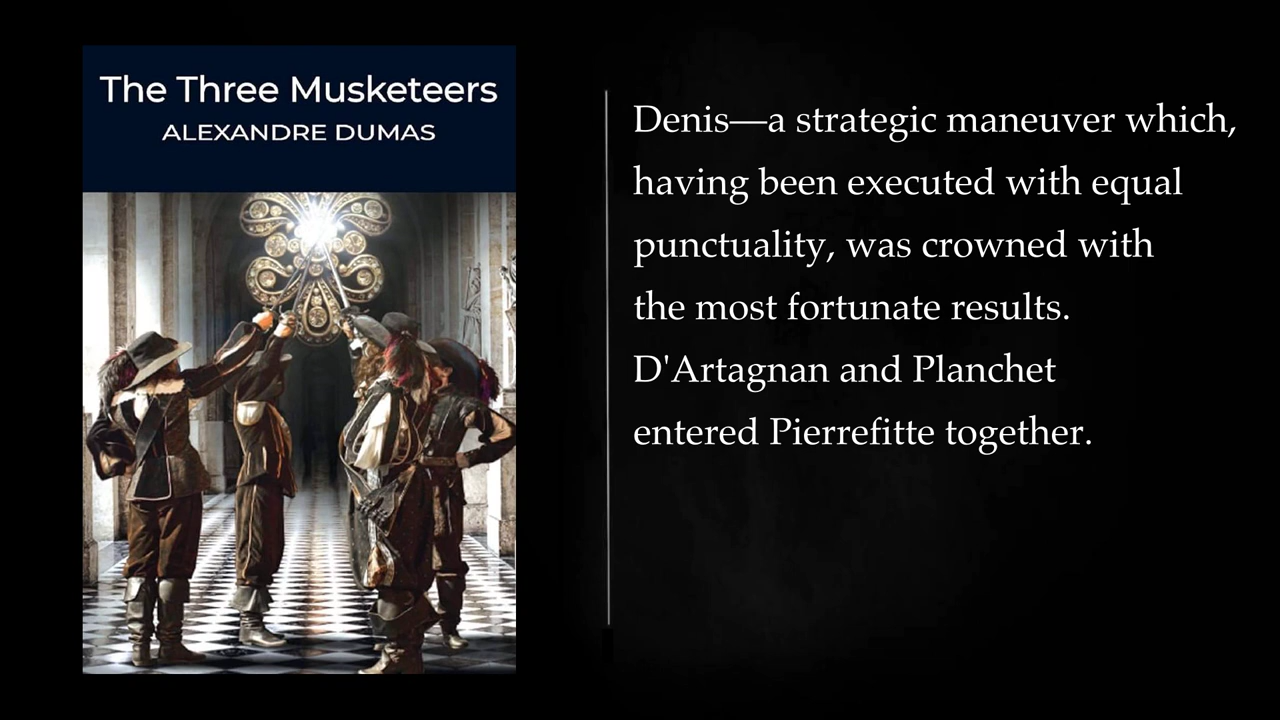 The Three Musketeers
ALEXANDRE DUMAS
Denis—a strategic maneuver which,
having been executed with equal
punctuality, was crowned with
the most fortunate results.
D'Artagnan and Planchet
entered Pierrefitte together.